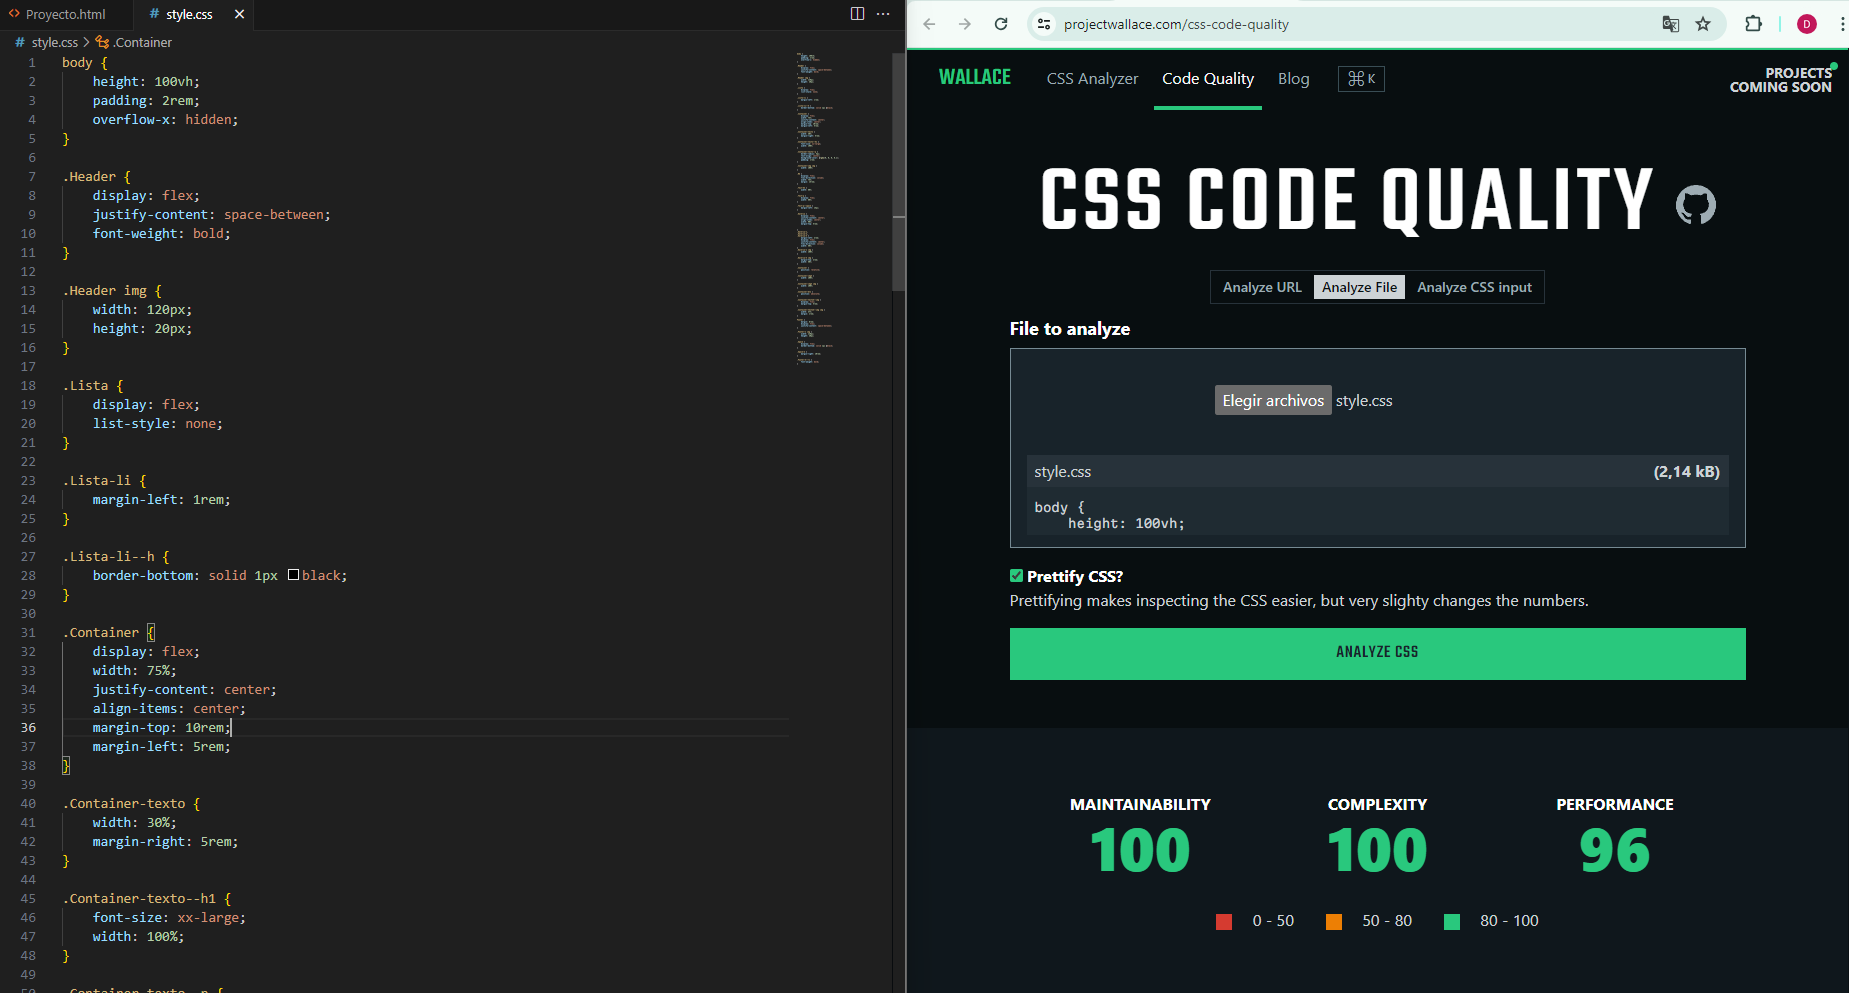 Proyecto.html
# style.css
# style.css > .Container
1 body {
2 height: 100vh;
3 padding: 2rem;
4 overflow-x: hidden;
5 }
6
7 .Header {
8 display: flex;
9 justify-content: space-between;
10 font-weight: bold;
11 }
12
13 .Header img {
14 width: 120px;
15 height: 20px;
16 }
17
18 .Lista {
19 display: flex;
20 list-style: none;
21 }
22
23 .Lista-li {
24 margin-left: 1rem;
25 }
26
27 .Lista-li--h {
28 border-bottom: solid 1px black;
29 }
30
31 .Container {
32 display: flex;
33 width: 75%;
34 justify-content: center;
35 align-items: center;
36 margin-top: 10rem;
37 margin-left: 5rem;
38 }
39
40 .Container-texto {
41 width: 30%;
42 margin-right: 5rem;
43 }
44
45 .Container-texto--h1 {
46 font-size: xx-large;
47 width: 100%;
48 }
49
projectwallace.com/css-code-quality
D
WALLACE
CSS Analyzer
Code Quality
Blog
⌘ K
PROJECTS
COMING SOON
CSS CODE QUALITY
Analyze URL
Analyze File
Analyze CSS input
File to analyze
Elegir archivos style.css
style.css (2,14 kB)
body {
height: 100vh;
Prettify CSS?
Prettifying makes inspecting the CSS easier, but very slighty changes the numbers.
ANALYZE CSS
MAINTAINABILITY
100
COMPLEXITY
100
PERFORMANCE
96
0 - 50
50 - 80
80 - 100